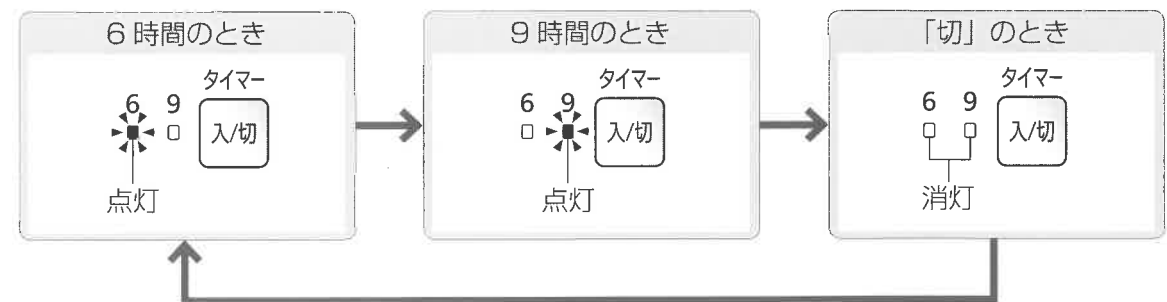 6時間のとき
タイマー
6 9
入/切
点灯
9時間のとき
タイマー
6 9
入/切
点灯
「切」のとき
タイマー
6 9
入/切
消灯